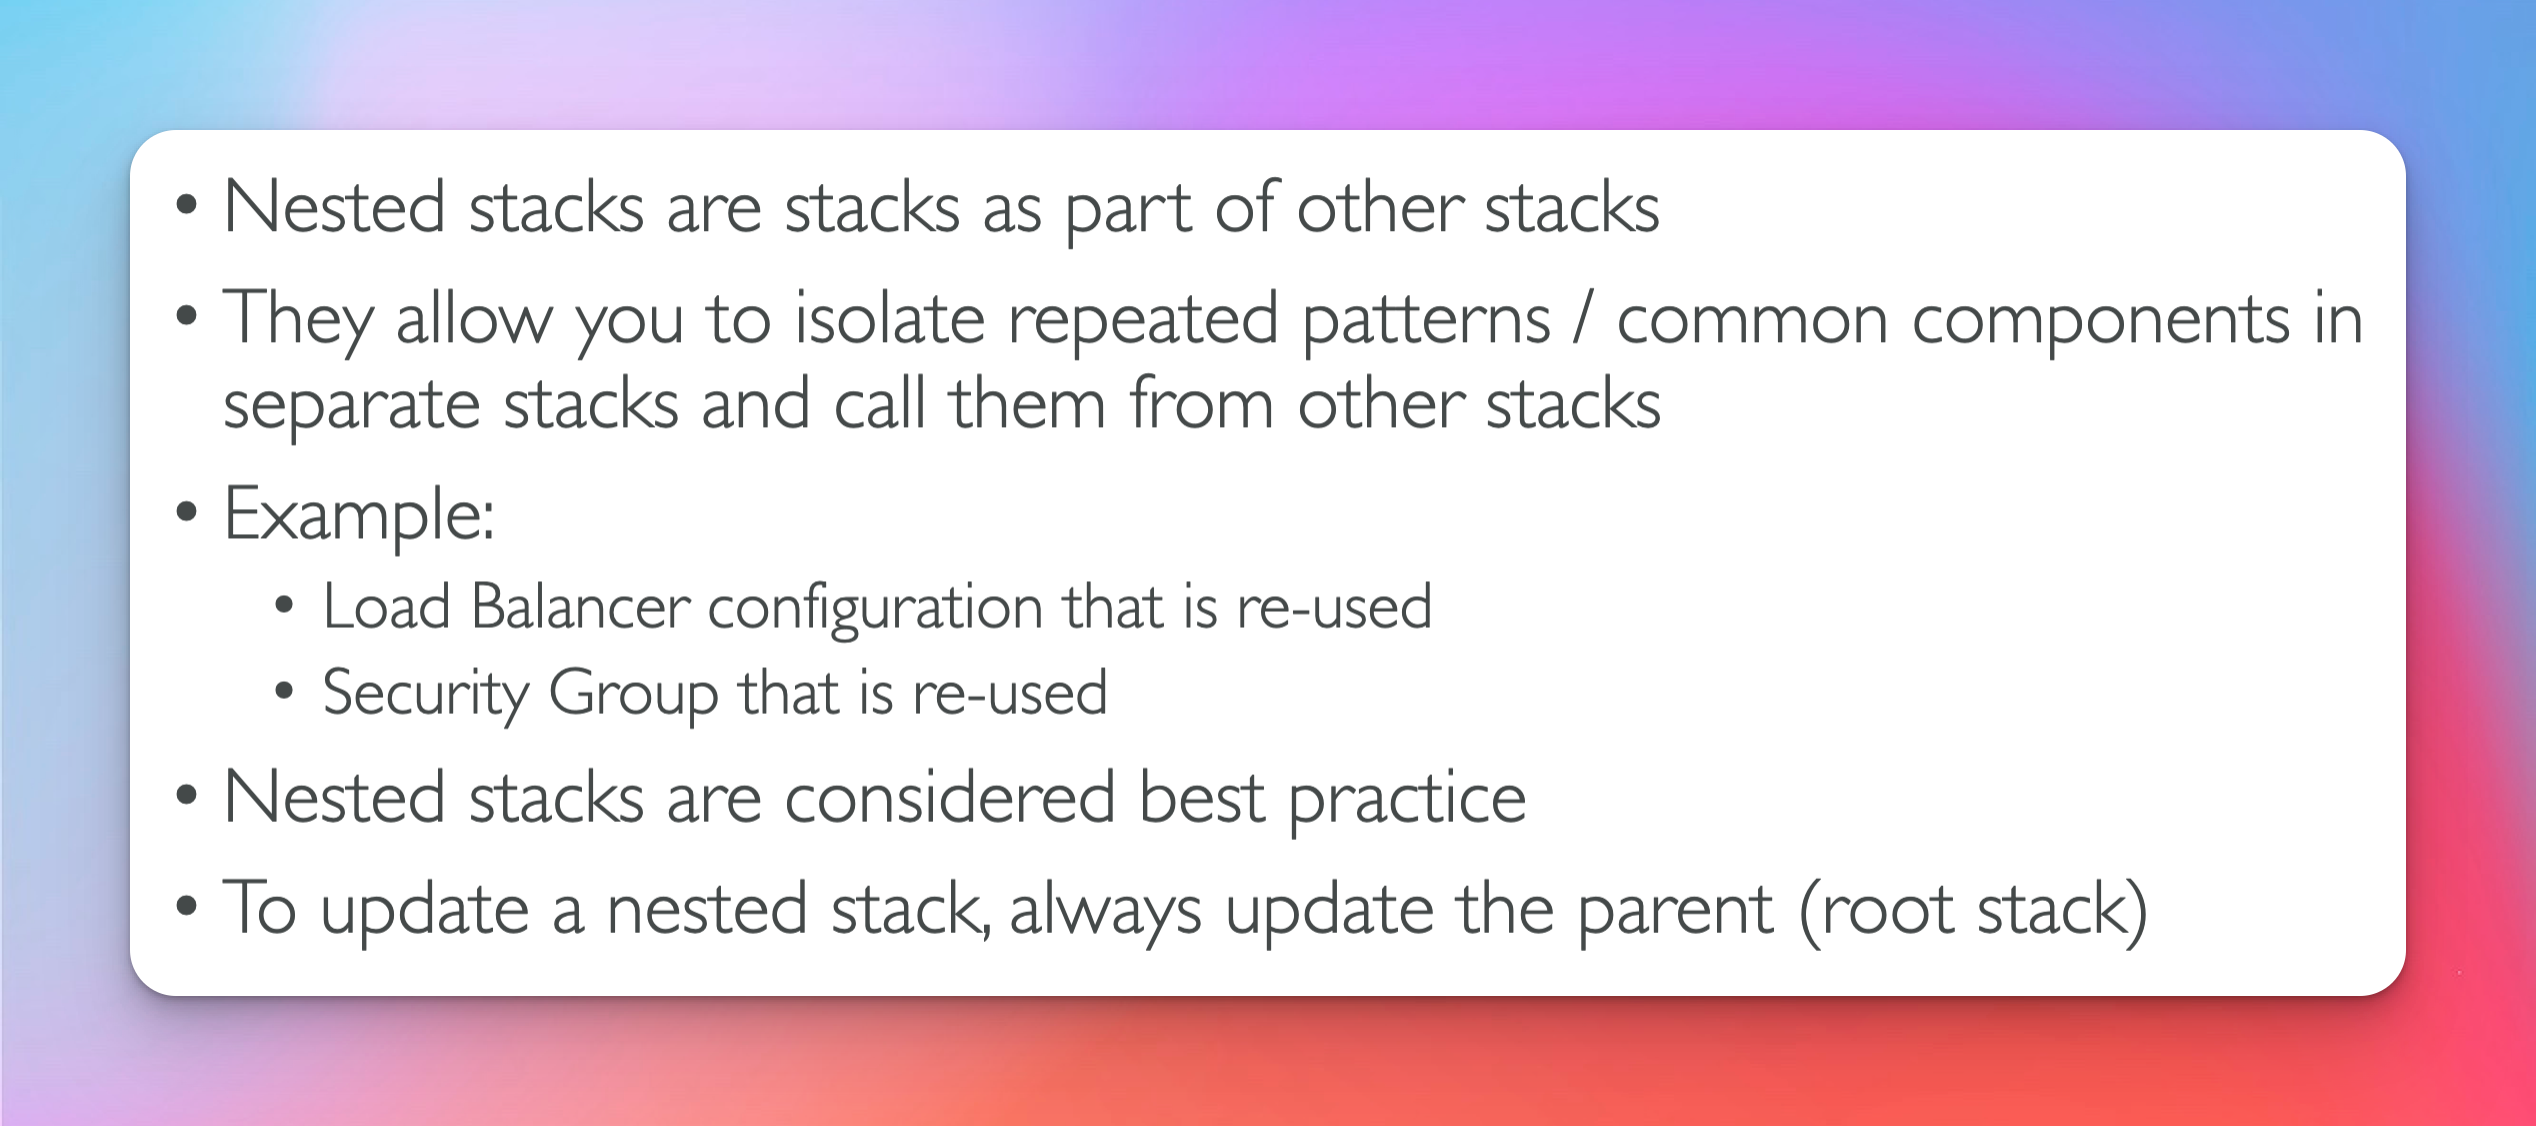 • Nested stacks are stacks as part of other stacks
• They allow you to isolate repeated patterns / common components in
separate stacks and call them from other stacks
• Example:
• Load Balancer configuration that is re-used
• Security Group that is re-used
• Nested stacks are considered best practice
• To update a nested stack, always update the parent (root stack)